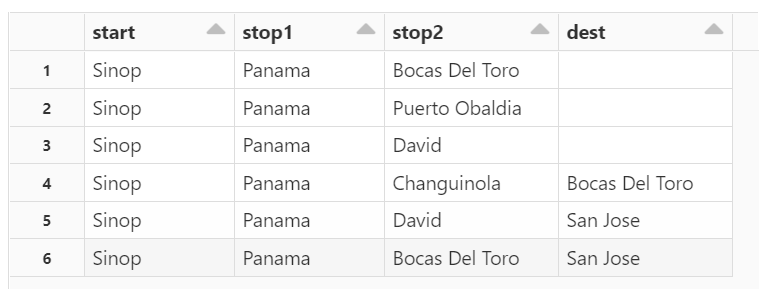 start stop1 stop2 dest
1 Sinop Panama Bocas Del Toro
2 Sinop Panama Puerto Obaldia
3 Sinop Panama David
4 Sinop Panama Changuinola Bocas Del Toro
5 Sinop Panama David San Jose
6 Sinop Panama Bocas Del Toro San Jose